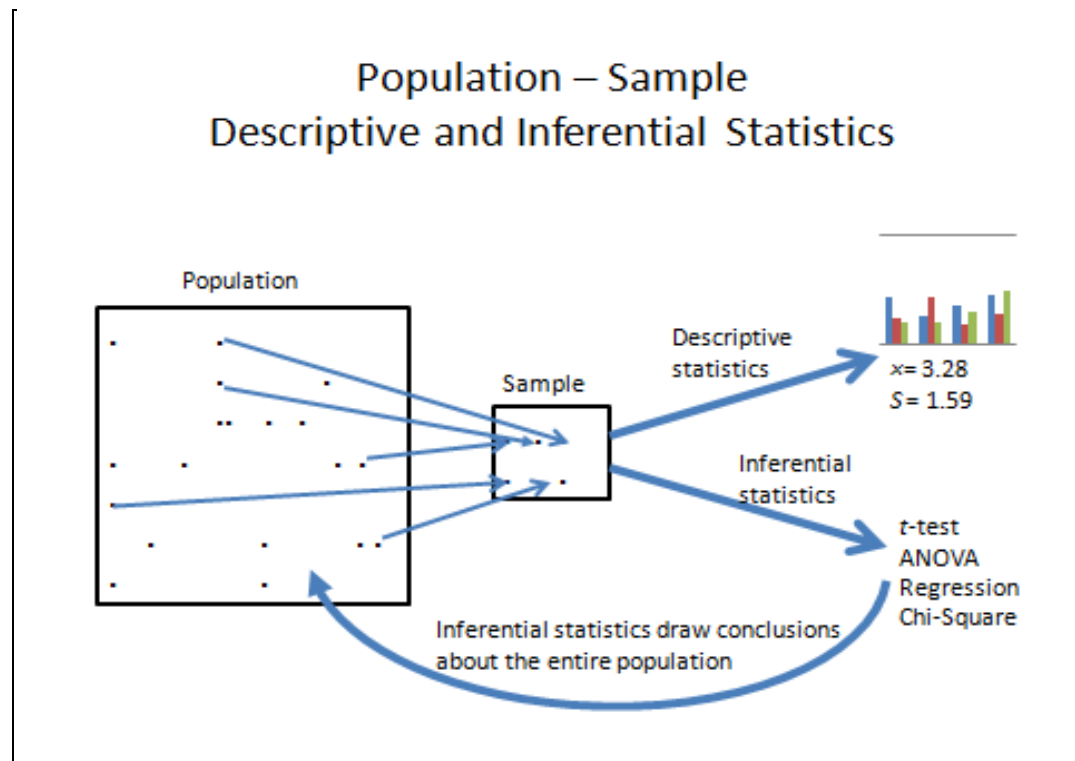 Population – Sample
Descriptive and Inferential Statistics
Population
Sample
Descriptive
statistics
x= 3.28
S= 1.59
Inferential
statistics
t-test
ANOVA
Regression
Chi-Square
Inferential statistics draw conclusions
about the entire population